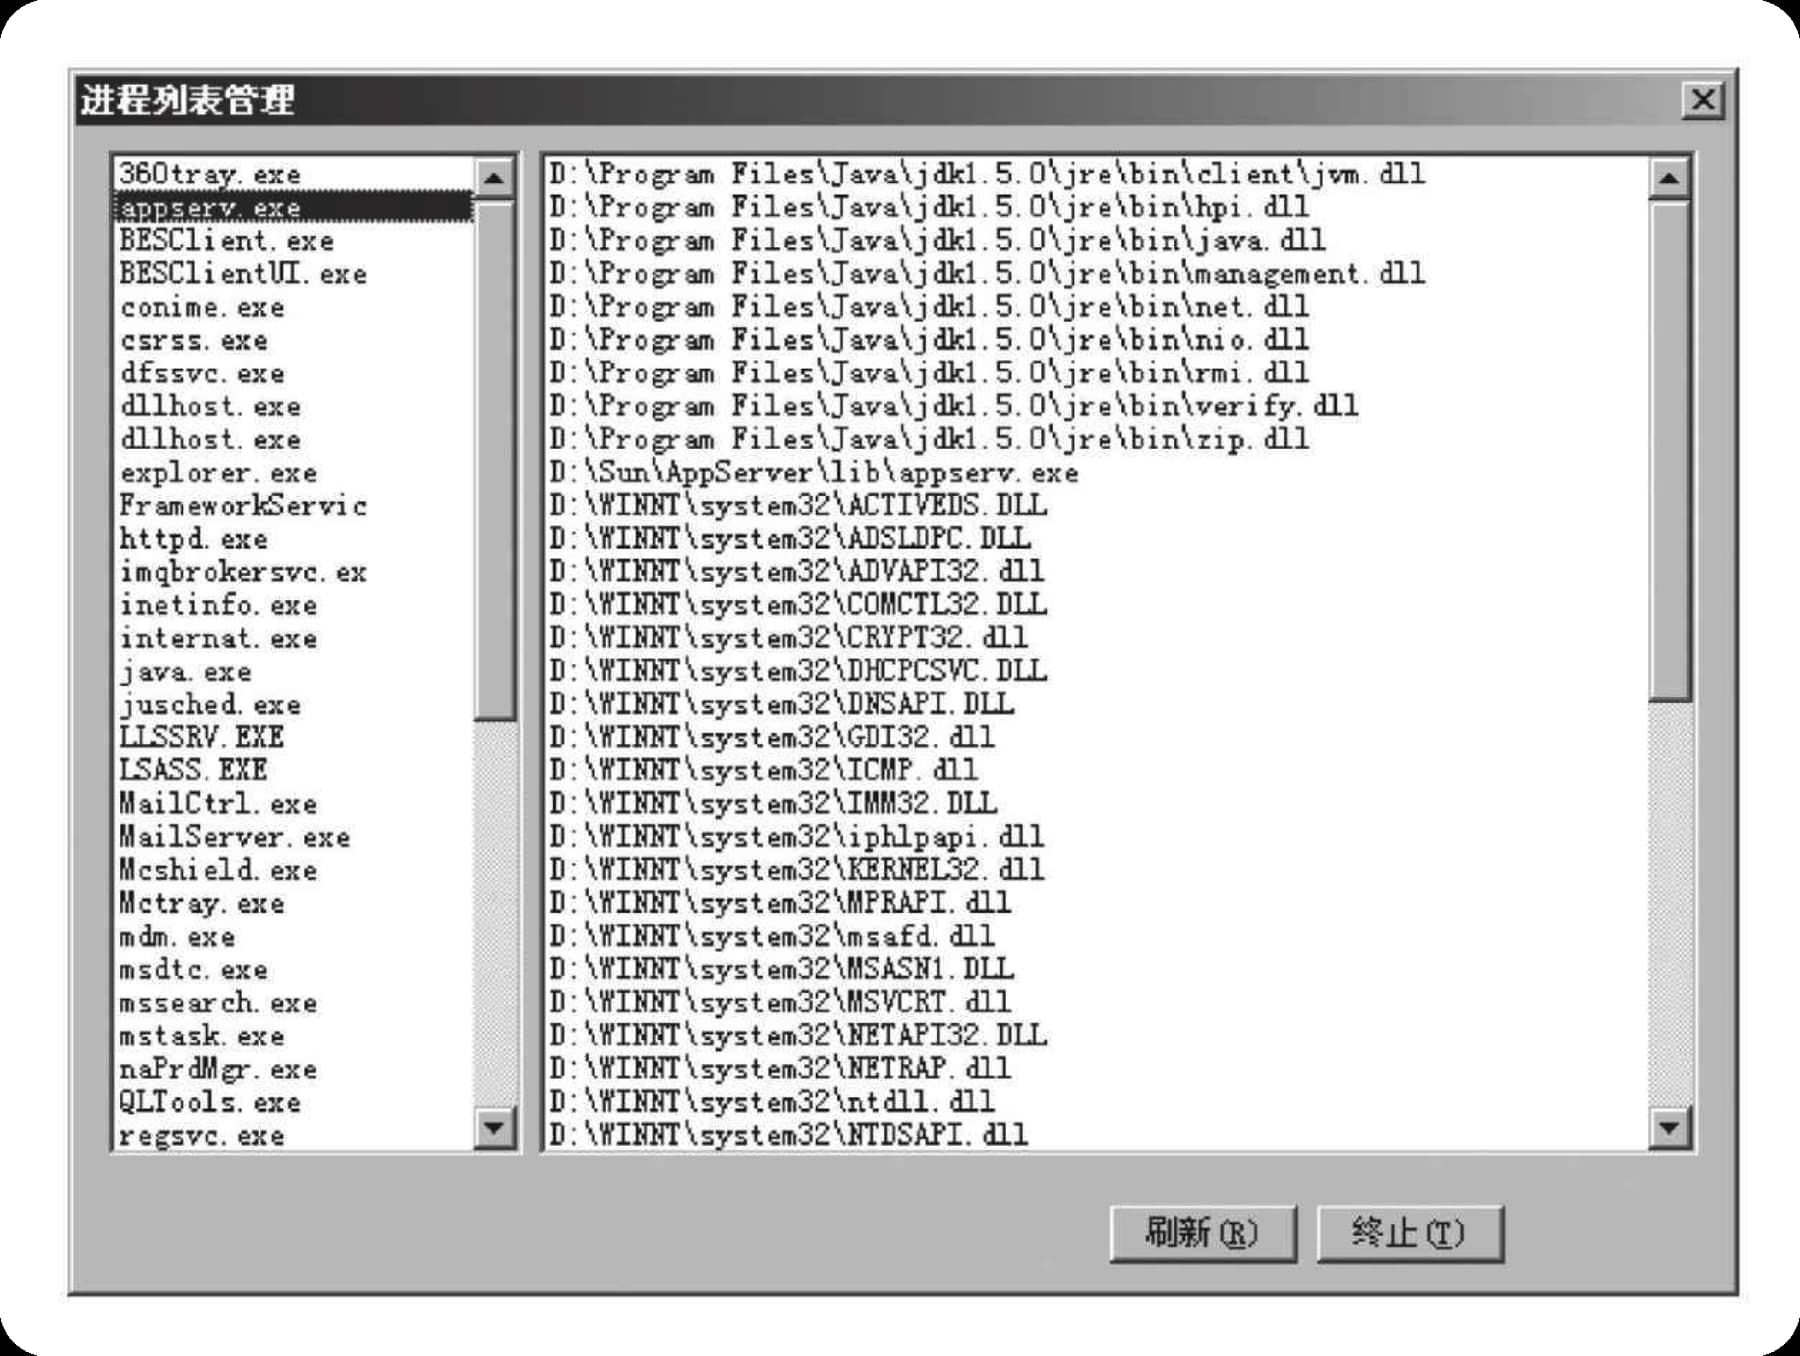 进程列表管理
360tray.exe
appserv.exe
BESClient.exe
BESClientUI.exe
conime.exe
csrss.exe
dfssvc.exe
dllhost.exe
dllhost.exe
explorer.exe
FrameworkServic
httpd.exe
imqbrokersvc.ex
inetinfo.exe
internat.exe
java.exe
jusched.exe
LLSSRV.EXE
LSASS.EXE
MailCtrl.exe
MailServer.exe
Mcshield.exe
Mctray.exe
mdm.exe
msdtc.exe
mssearch.exe
mstask.exe
naPrdMgr.exe
QLTools.exe
regsvc.exe
D:\Program Files\Java\jdk1.5.0\jre\bin\client\jvm.dll
D:\Program Files\Java\jdk1.5.0\jre\bin\hpi.dll
D:\Program Files\Java\jdk1.5.0\jre\bin\java.dll
D:\Program Files\Java\jdk1.5.0\jre\bin\management.dll
D:\Program Files\Java\jdk1.5.0\jre\bin\net.dll
D:\Program Files\Java\jdk1.5.0\jre\bin\nio.dll
D:\Program Files\Java\jdk1.5.0\jre\bin\rmi.dll
D:\Program Files\Java\jdk1.5.0\jre\bin\verify.dll
D:\Program Files\Java\jdk1.5.0\jre\bin\zip.dll
D:\Sun\AppServer\lib\appserv.exe
D:\WINNT\system32\ACTIVEDS.DLL
D:\WINNT\system32\ADSLDPC.DLL
D:\WINNT\system32\ADVAPI32.dll
D:\WINNT\system32\COMCTL32.DLL
D:\WINNT\system32\CRYPT32.dll
D:\WINNT\system32\DHCPCSVC.DLL
D:\WINNT\system32\DNSAPI.DLL
D:\WINNT\system32\GDI32.dll
D:\WINNT\system32\ICMP.dll
D:\WINNT\system32\IMM32.DLL
D:\WINNT\system32\iphlpapi.dll
D:\WINNT\system32\KERNEL32.dll
D:\WINNT\system32\MPRAPI.dll
D:\WINNT\system32\msafd.dll
D:\WINNT\system32\MSASN1.DLL
D:\WINNT\system32\MSVCRT.dll
D:\WINNT\system32\NETAPI32.DLL
D:\WINNT\system32\NETRAP.dll
D:\WINNT\system32\ntdll.dll
D:\WINNT\system32\NTDSAPI.dll
刷新(R) 终止(T)